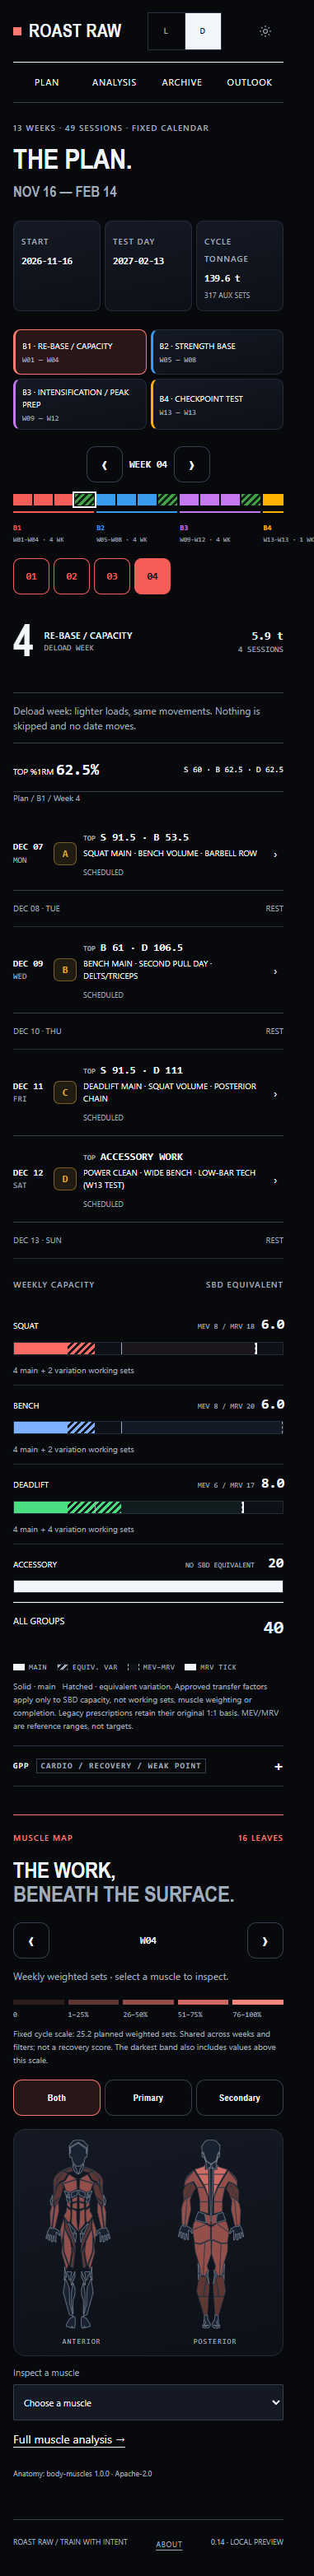 ROAST RAW
L D
PLAN ANALYSIS ARCHIVE OUTLOOK
13 WEEKS · 49 SESSIONS · FIXED CALENDAR
THE PLAN.
NOV 16 — FEB 14
START
2026-11-16
TEST DAY
2027-02-13
CYCLE
TONNAGE
139.6 t
317 AUX SETS
B1 · RE-BASE / CAPACITY
W01 — W04
B2 · STRENGTH BASE
W05 — W08
B3 · INTENSIFICATION / PEAK
PREP
W09 — W12
B4 · CHECKPOINT TEST
W13 — W13
‹ WEEK 04 ›
B1 B2 B3 B4
W01–W04 · 4 WK W05–W08 · 4 WK W09–W12 · 4 WK W13–W13 · 1 WK
01 02 03 04
4
RE-BASE / CAPACITY
DELOAD WEEK
5.9 t
4 SESSIONS
Deload week: lighter loads, same movements. Nothing is
skipped and no date moves.
TOP %1RM 62.5% S 60 · B 62.5 · D 62.5
Plan / B1 / Week 4
DEC 07
MON
A
TOP S 91.5 · B 53.5
SQUAT MAIN · BENCH VOLUME · BARBELL ROW
SCHEDULED
›
DEC 08 · TUE REST
DEC 09
WED
B
TOP B 61 · D 106.5
BENCH MAIN · SECOND PULL DAY ·
DELTS/TRICEPS
SCHEDULED
›
DEC 10 · THU REST
DEC 11
FRI
C
TOP S 91.5 · D 111
DEADLIFT MAIN · SQUAT VOLUME · POSTERIOR
CHAIN
SCHEDULED
›
DEC 12
SAT
D
TOP ACCESSORY WORK
POWER CLEAN · WIDE BENCH · LOW-BAR TECH
(W13 TEST)
SCHEDULED
›
DEC 13 · SUN REST
WEEKLY CAPACITY SBD EQUIVALENT
SQUAT MEV 8 / MRV 18 6.0
4 main + 2 variation working sets
BENCH MEV 8 / MRV 20 6.0
4 main + 2 variation working sets
DEADLIFT MEV 6 / MRV 17 8.0
4 main + 4 variation working sets
ACCESSORY NO SBD EQUIVALENT 20
ALL GROUPS 40
MAIN EQUIV. VAR MEV–MRV MRV TICK
Solid · main Hatched · equivalent variation. Approved transfer factors
apply only to SBD capacity, not working sets, muscle weighting or
completion. Legacy prescriptions retain their original 1:1 basis. MEV/MRV
are reference ranges, not targets.
GPP CARDIO / RECOVERY / WEAK POINT +
MUSCLE MAP 16 LEAVES
THE WORK,
BENEATH THE SURFACE.
‹ W04 ›
Weekly weighted sets · select a muscle to inspect.
0 1–25% 26–50% 51–75% 76–100%
Fixed cycle scale: 25.2 planned weighted sets. Shared across weeks and
filters; not a recovery score. The darkest band also includes values above
this scale.
Both Primary Secondary
ANTERIOR POSTERIOR
Inspect a muscle
Choose a muscle
Full muscle analysis →
Anatomy: body-muscles 1.0.0 · Apache-2.0
ROAST RAW / TRAIN WITH INTENT ABOUT 0.14 · LOCAL PREVIEW